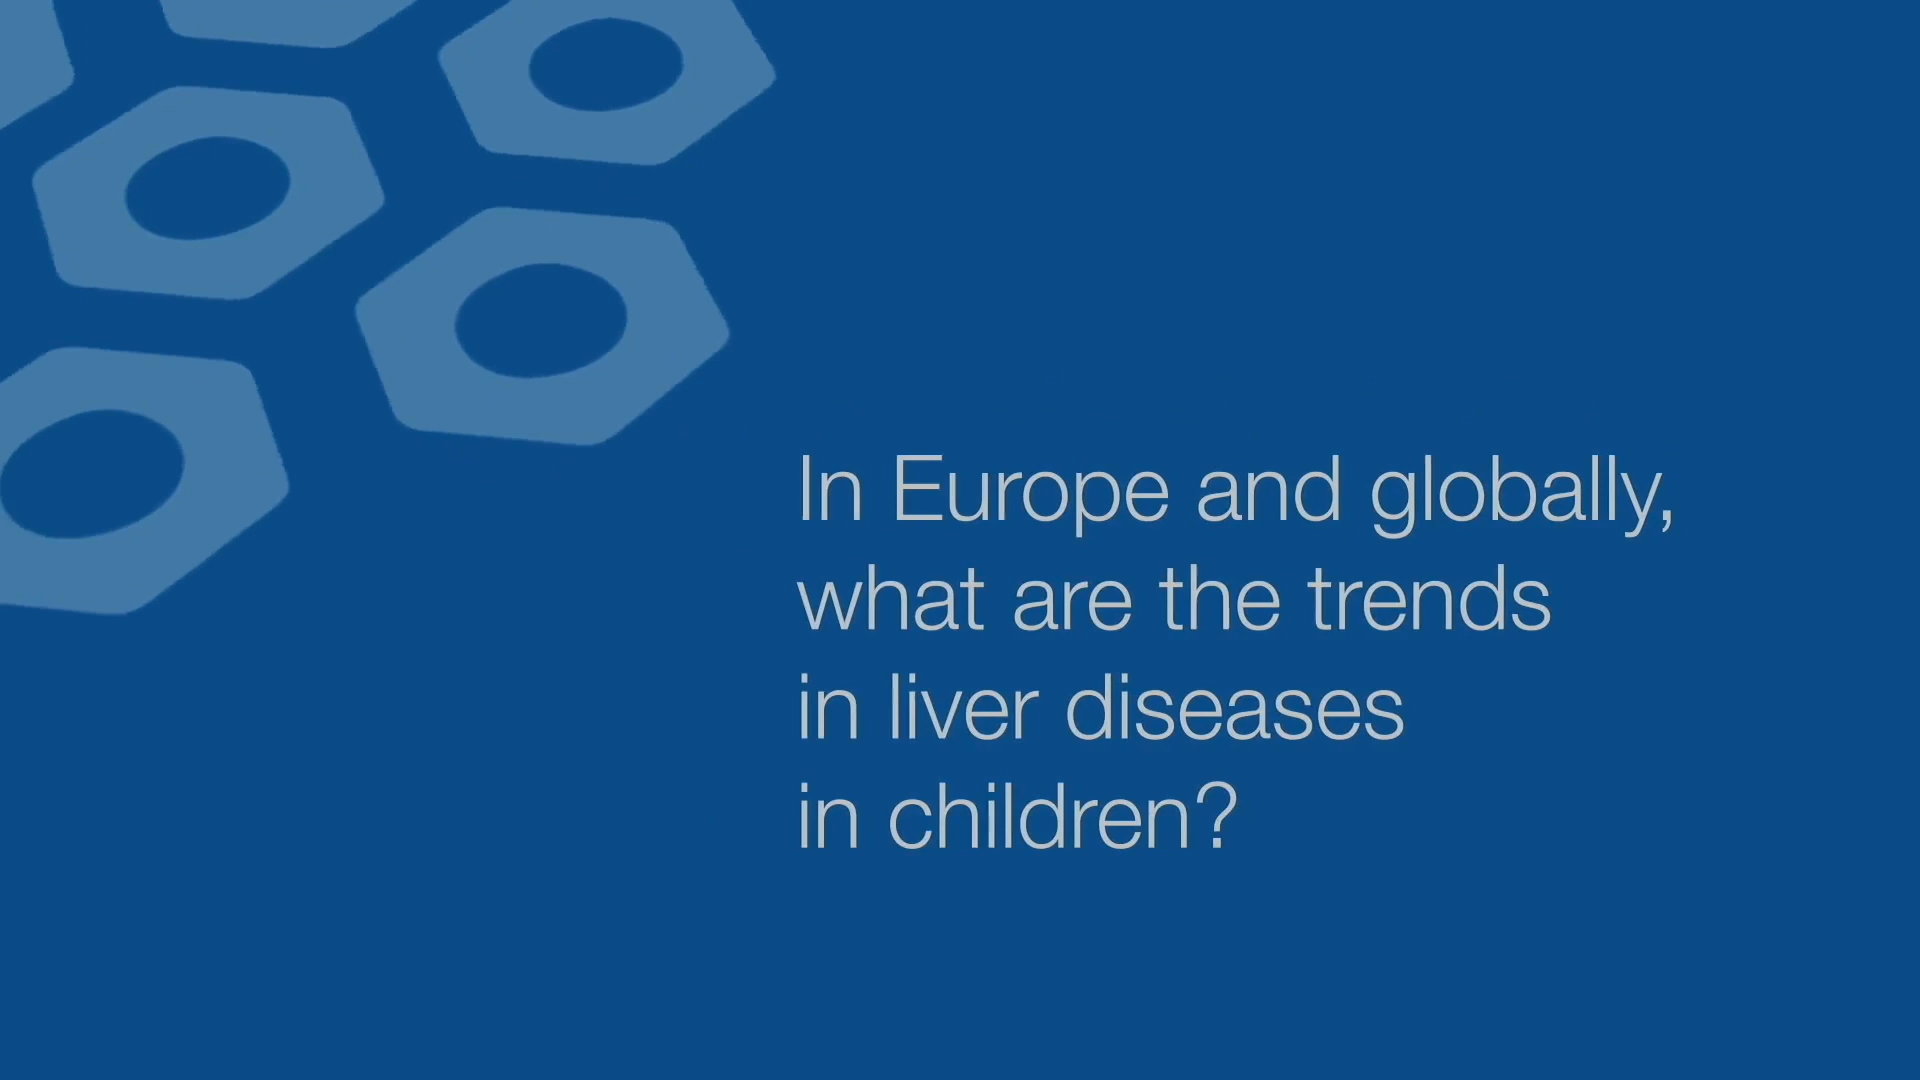 In Europe and globally,
what are the trends
in liver diseases
in children?